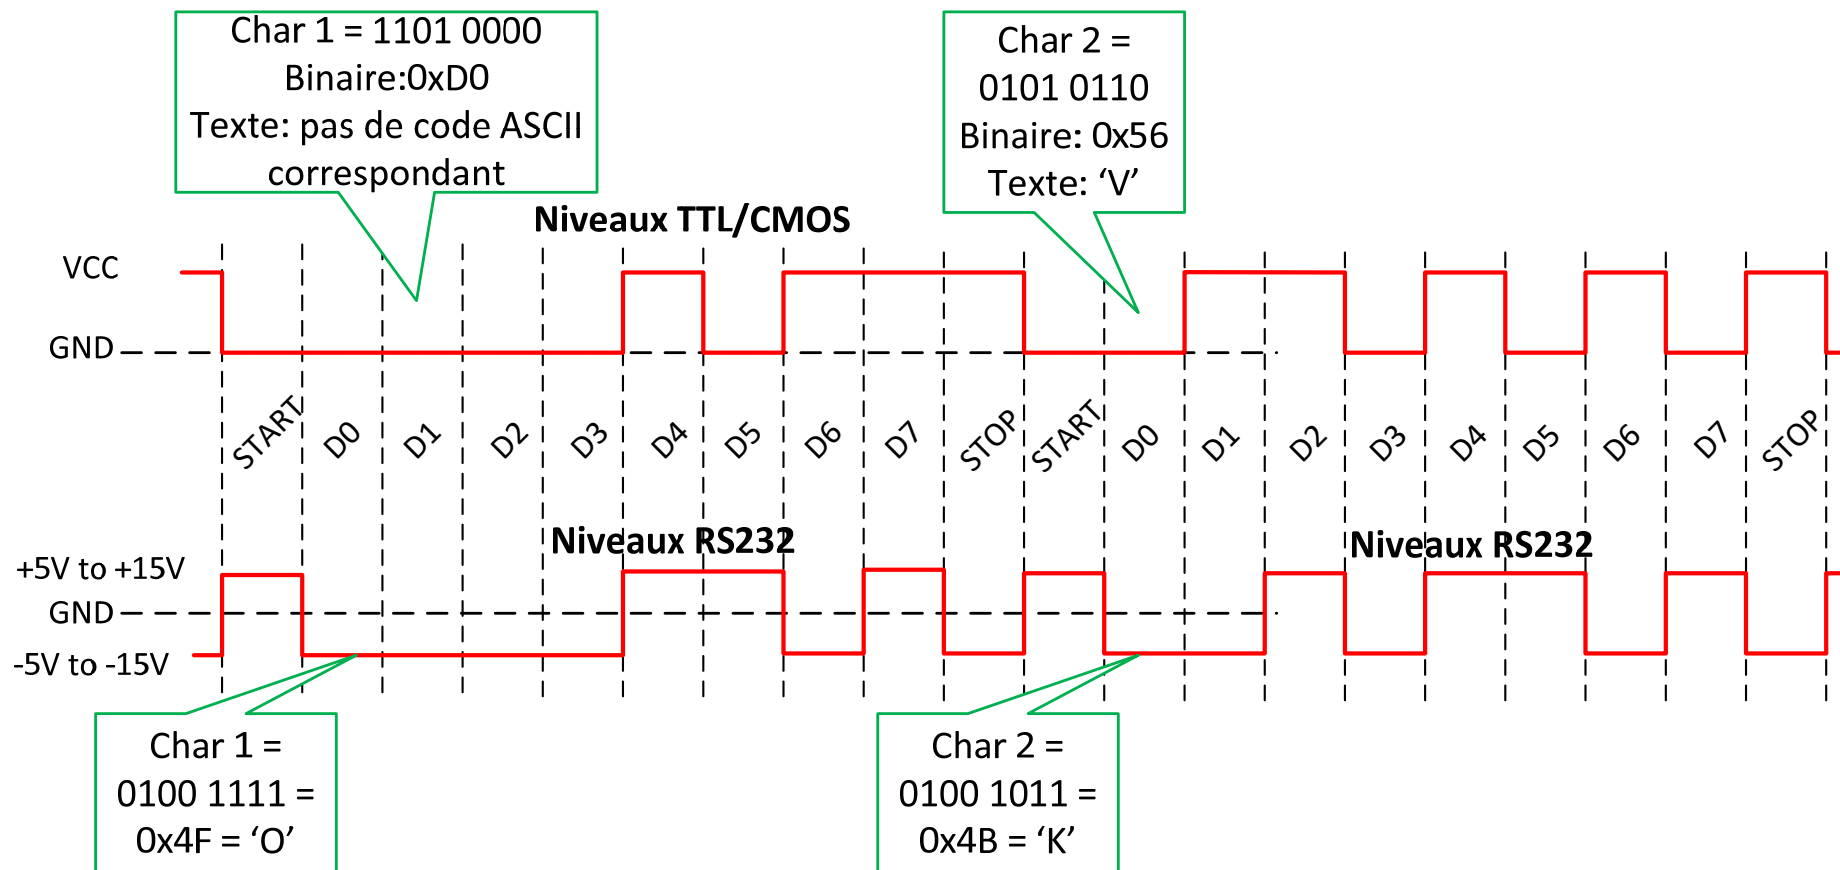 Char 1 = 1101 0000
Binaire:0xD0
Texte: pas de code ASCII
correspondant
Char 2 =
0101 0110
Binaire: 0x56
Texte: ‘V’
Niveaux TTL/CMOS
VCC
GND
START D0 D1 D2 D3 D4 D5 D6 D7 STOP START D0 D1 D2 D3 D4 D5 D6 D7 STOP
Niveaux RS232
Niveaux RS232
+5V to +15V
GND
-5V to -15V
Char 1 =
0100 1111 =
0x4F = ‘O’
Char 2 =
0100 1011 =
0x4B = ‘K’